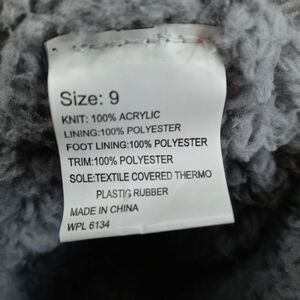 Size: 9
KNIT: 100% ACRYLIC
LINING:100% POLYESTER
FOOT LINING:100% POLYESTER
TRIM:100% POLYESTER
SOLE:TEXTILE COVERED THERMO
PLASTIC RUBBER
MADE IN CHINA
WPL 6134